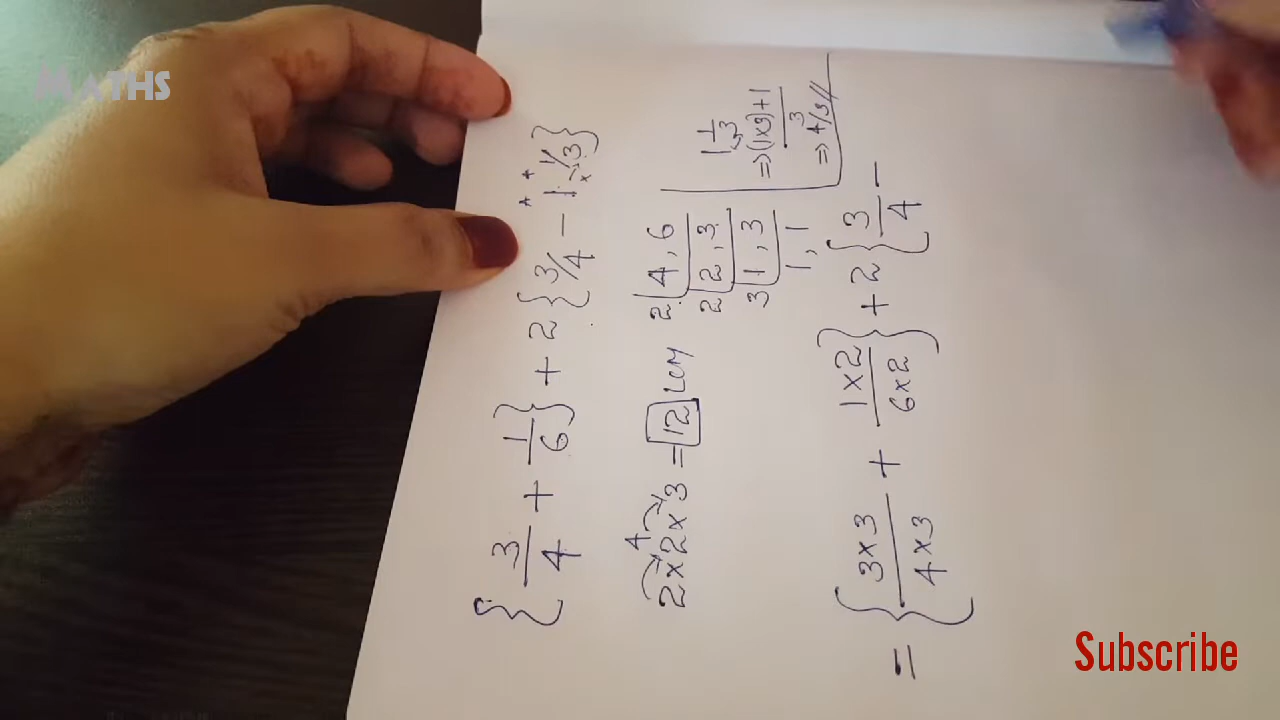 MATHS
{3/4 + 1/6} + 2{3/4 - 1 1/3}
2×2×3 = 12 LCM
4
2|4, 6
2|2, 3
3|1, 3
1, 1
1 1/3
⇒ (1×3)+1
3
⇒ 4/3//
= {3×3/4×3 + 1×2/6×2} + 2{3/4 -
Subscribe